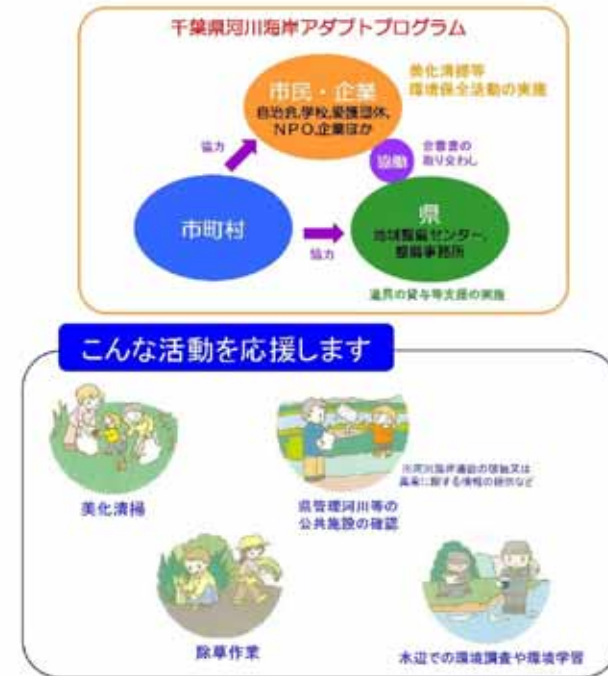 千葉県河川海岸アダプトプログラム
美化清掃等
環境保全活動の実施
市民・企業
自治会,学校,愛護団体,
NPO,企業ほか
協力
協働
合意書の
取り交わし
市町村
県
地域整備センター,
整備事務所
協力
道具の貸与等支援の実施
こんな活動を応援します
美化清掃
県管理河川等の
公共施設の確認
除草作業
水辺での環境調査や環境学習